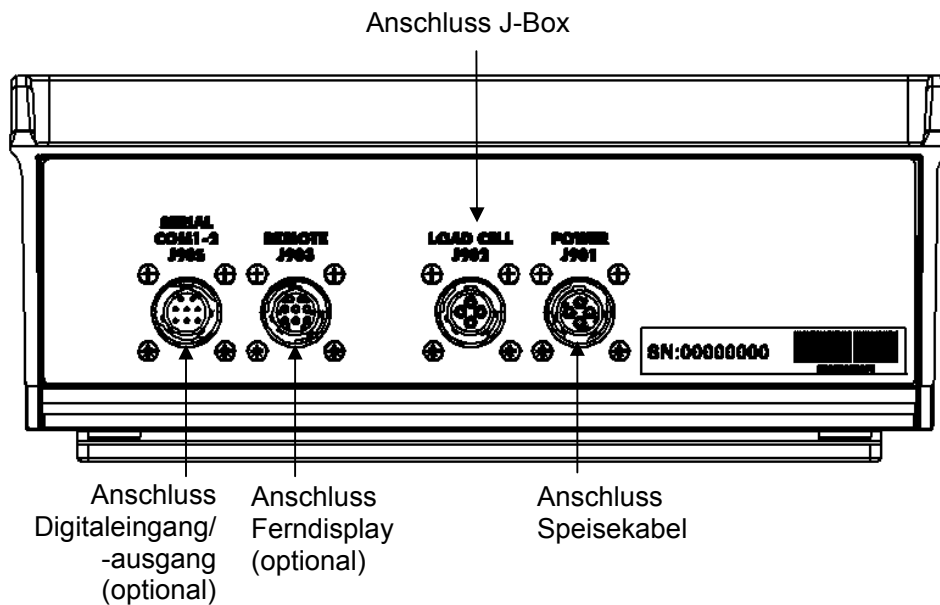 Anschluss J-Box
SERIAL
COM1-2
J905
REMOTE
J903
LOAD CELL
J902
POWER
J901
SN:00000000
Anschluss
Digitaleingang/
-ausgang
(optional)
Anschluss
Ferndisplay
(optional)
Anschluss
Speisekabel